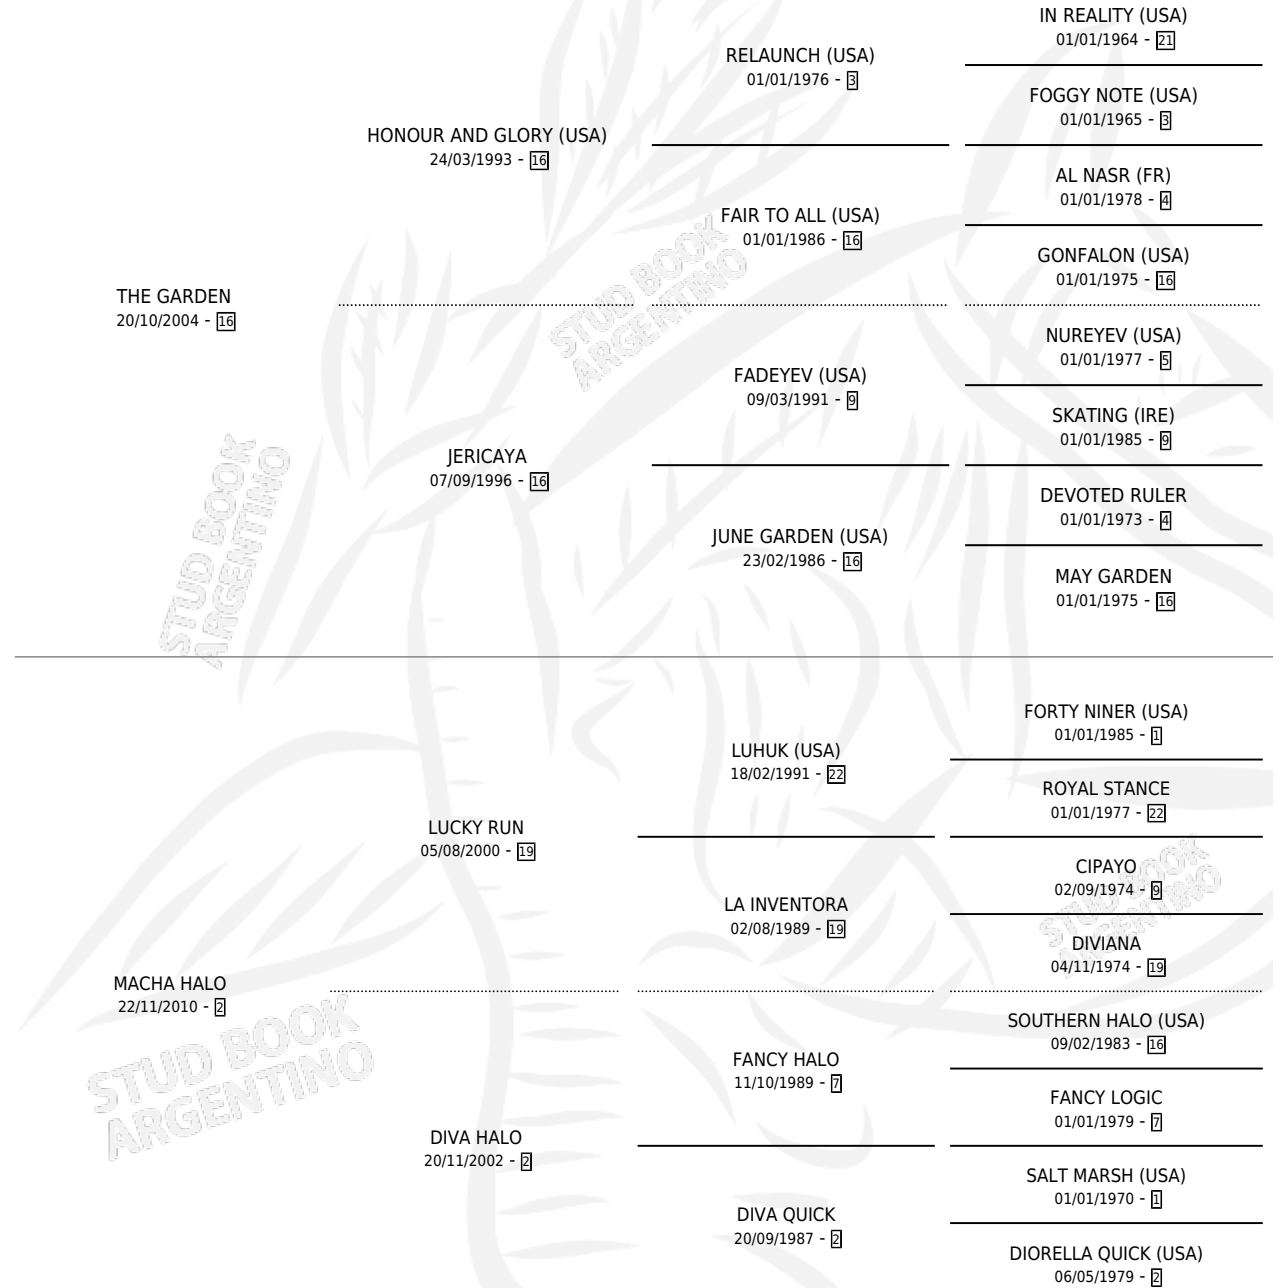 IN REALITY (USA)
01/01/1964 - 21
RELAUNCH (USA)
01/01/1976 - 3
FOGGY NOTE (USA)
01/01/1965 - 3
HONOUR AND GLORY (USA)
24/03/1993 - 16
AL NASR (FR)
01/01/1978 - 4
FAIR TO ALL (USA)
01/01/1986 - 16
GONFALON (USA)
01/01/1975 - 16
THE GARDEN
20/10/2004 - 16
NUREYEV (USA)
01/01/1977 - 5
FADEYEV (USA)
09/03/1991 - 9
SKATING (IRE)
01/01/1985 - 9
JERICAYA
07/09/1996 - 16
DEVOTED RULER
01/01/1973 - 4
JUNE GARDEN (USA)
23/02/1986 - 16
MAY GARDEN
01/01/1975 - 16
FORTY NINER (USA)
01/01/1985 - 1
LUHUK (USA)
18/02/1991 - 22
ROYAL STANCE
01/01/1977 - 22
LUCKY RUN
05/08/2000 - 19
CIPAYO
02/09/1974 - 9
LA INVENTORA
02/08/1989 - 19
DIVIANA
04/11/1974 - 19
MACHA HALO
22/11/2010 - 2
SOUTHERN HALO (USA)
09/02/1983 - 16
FANCY HALO
11/10/1989 - 7
FANCY LOGIC
01/01/1979 - 7
DIVA HALO
20/11/2002 - 2
SALT MARSH (USA)
01/01/1970 - 1
DIVA QUICK
20/09/1987 - 2
DIORELLA QUICK (USA)
06/05/1979 - 2
STUD BOOK
ARGENTINO
STUD BOOK
ARGENTINO
STUD BOOK
ARGENTINO
STUD BOOK
ARGENTINO